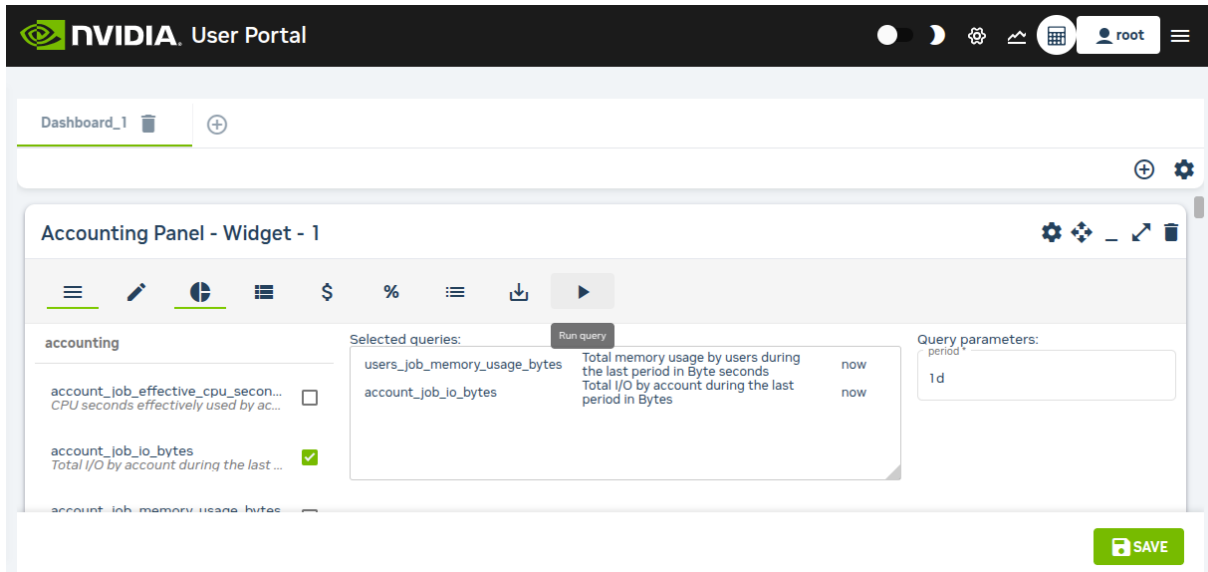 NVIDIA. User Portal
root
Dashboard_1
Accounting Panel - Widget - 1
$
%
Run query
accounting
Selected queries:
Query parameters:
account_job_effective_cpu_secon...
CPU seconds effectively used by ac...
account_job_io_bytes
Total I/O by account during the last ...
account_job_memory_usage_bytes
users_job_memory_usage_bytes
Total memory usage by users during
the last period in Byte seconds
now
account_job_io_bytes
Total I/O by account during the last
period in Bytes
now
period *
1d
SAVE